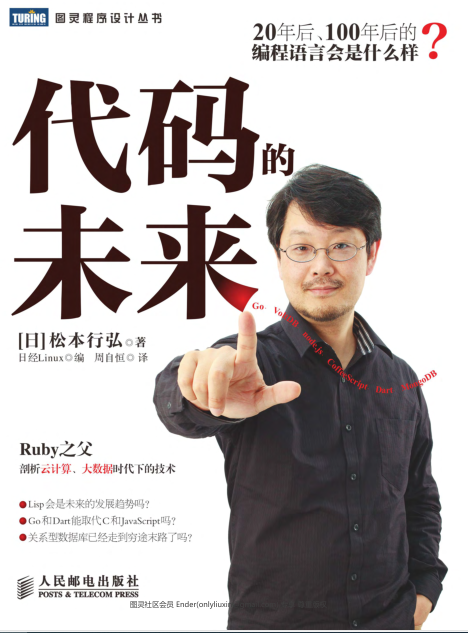 TURING 图灵程序设计丛书
20年后、100年后的
编程语言会是什么样？
代码的
未来
Go VoltDB node.js CoffeeScript Dart MongoDB
[日]松本行弘◎著
日经Linux◎编 周自恒◎译
Ruby之父
剖析云计算、大数据时代下的技术
Lisp会是未来的发展趋势吗？
Go和Dart能取代C和JavaScript吗？
关系型数据库已经走到穷途末路了吗？
人民邮电出版社
POSTS & TELECOM PRESS
图灵社区会员 Ender(onlyliuxin